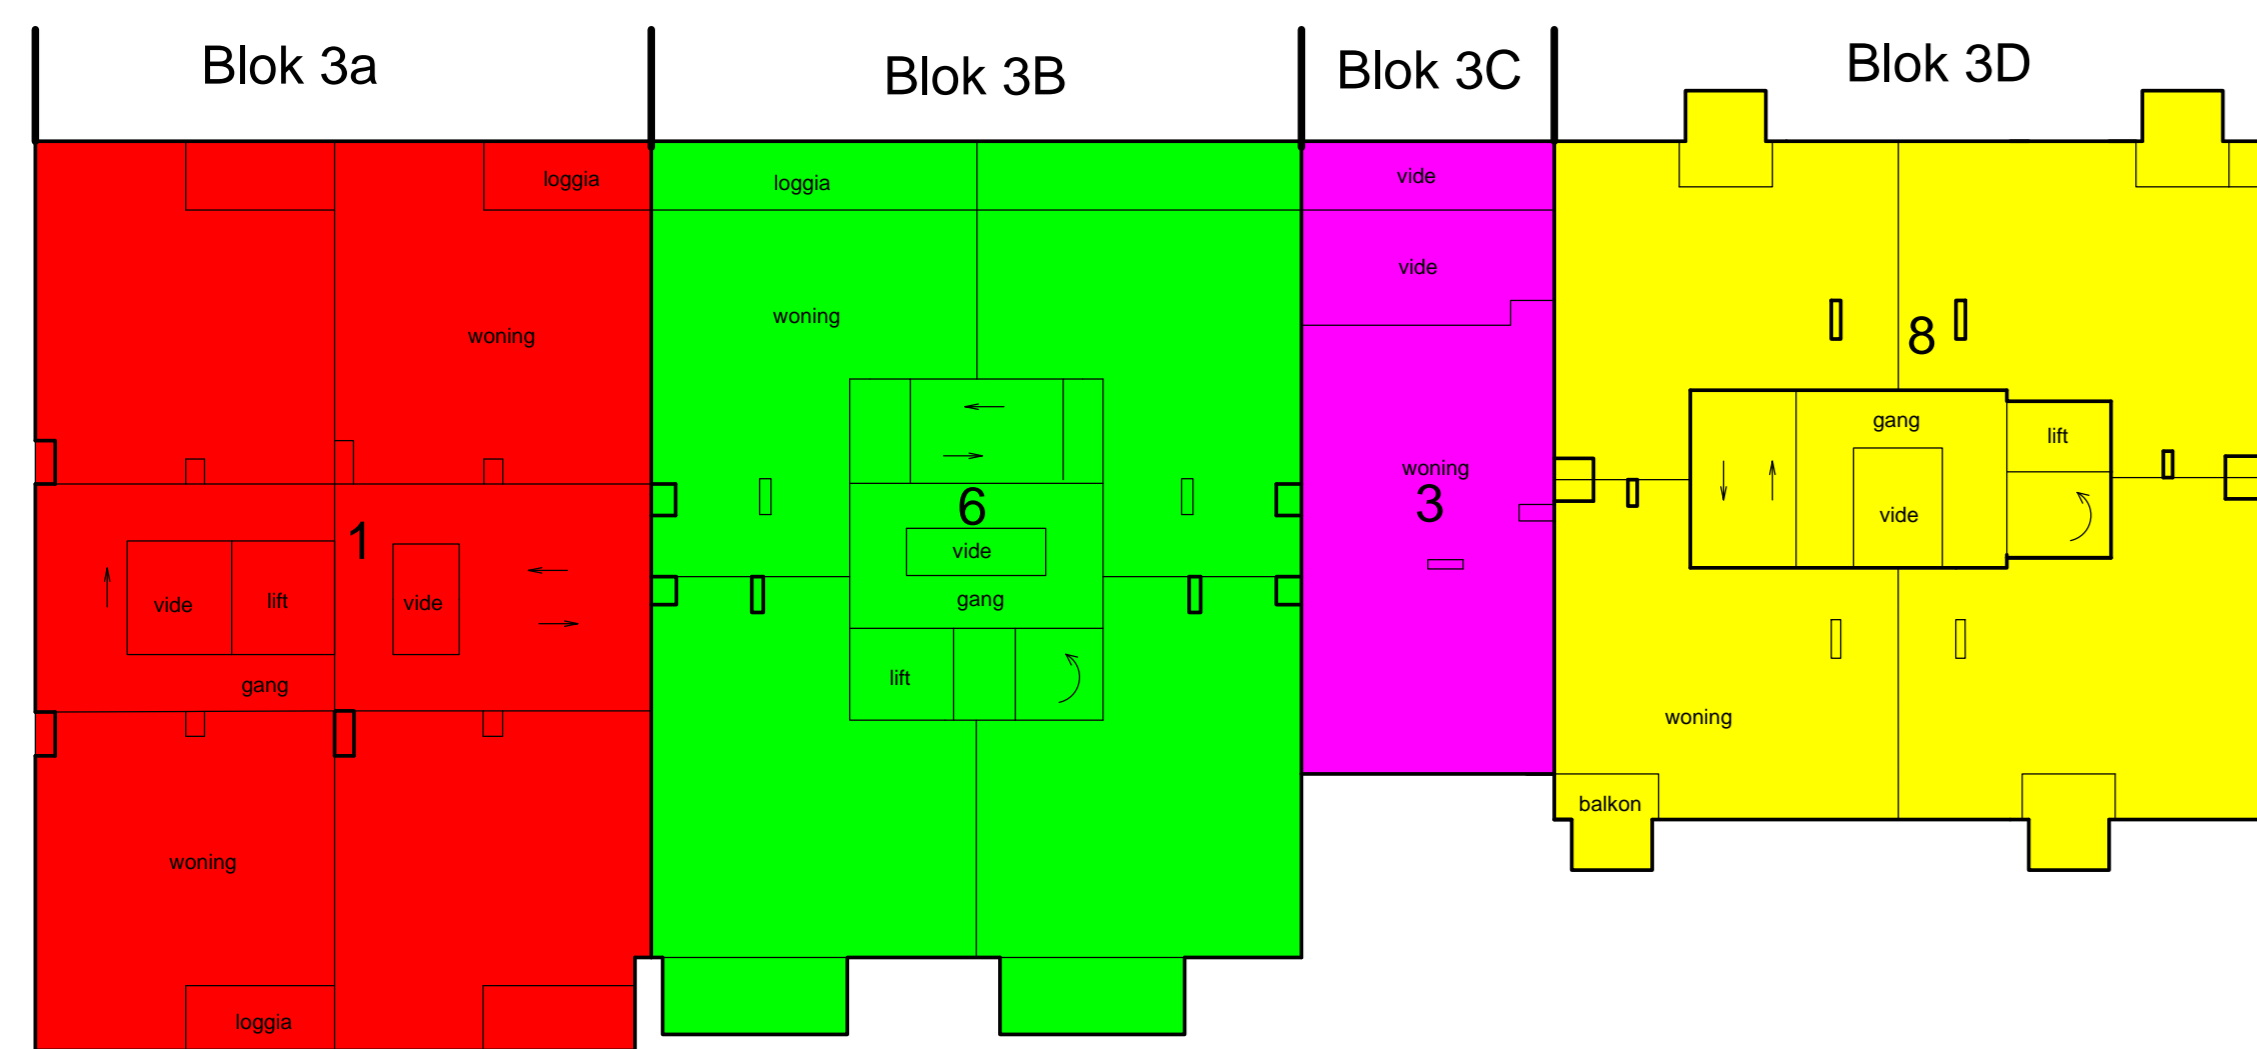 Blok 3a
Blok 3B
Blok 3C
Blok 3D
loggia
woning
1
vide
lift
vide
gang
woning
loggia
loggia
woning
6
vide
gang
lift
vide
vide
woning
3
8
gang
lift
vide
woning
balkon